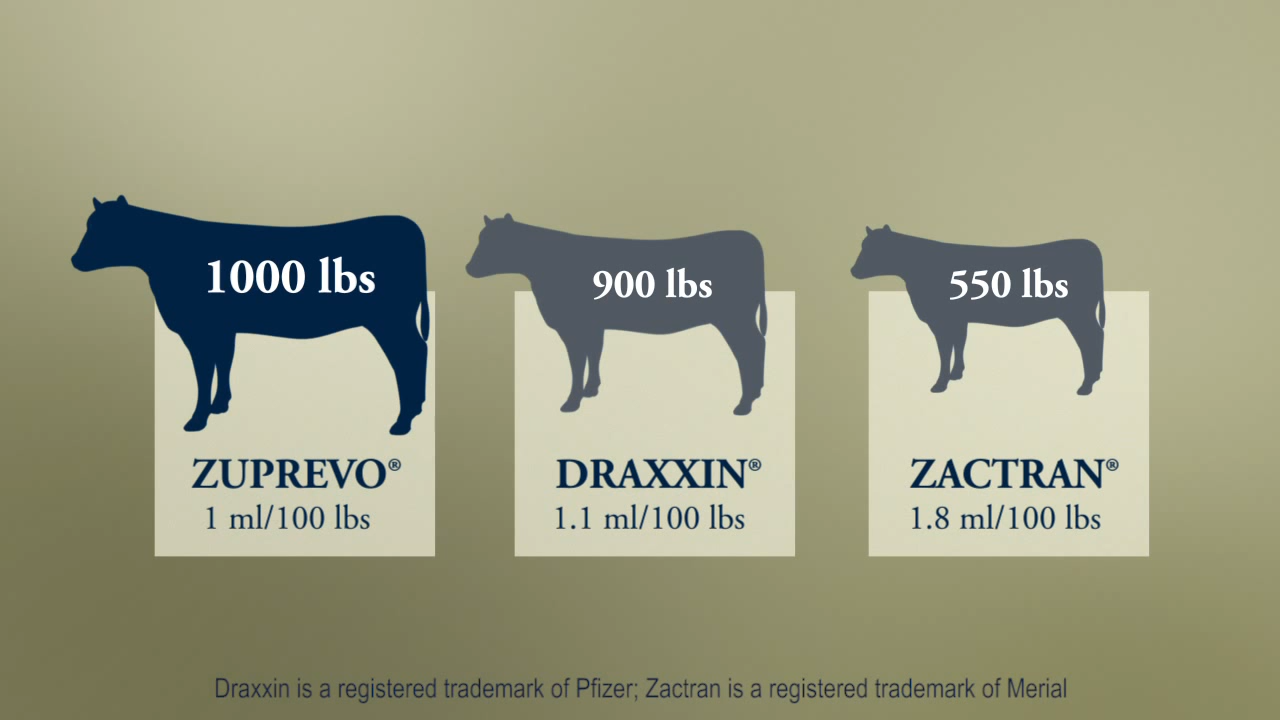 1000 lbs
900 lbs
550 lbs
ZUPREVO®
1 ml/100 lbs
DRAXXIN®
1.1 ml/100 lbs
ZACTRAN®
1.8 ml/100 lbs
Draxxin is a registered trademark of Pfizer; Zactran is a registered trademark of Merial